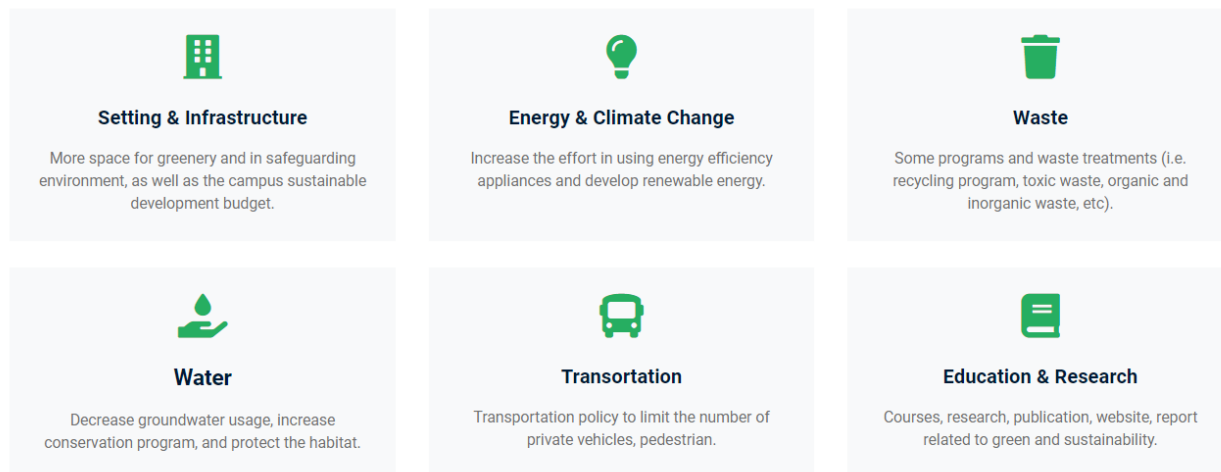 Setting & Infrastructure
More space for greenery and in safeguarding
environment, as well as the campus sustainable
development budget.
Energy & Climate Change
Increase the effort in using energy efficiency
appliances and develop renewable energy.
Waste
Some programs and waste treatments (i.e.
recycling program, toxic waste, organic and
inorganic waste, etc).
Water
Decrease groundwater usage, increase
conservation program, and protect the habitat.
Transortation
Transportation policy to limit the number of
private vehicles, pedestrian.
Education & Research
Courses, research, publication, website, report
related to green and sustainability.